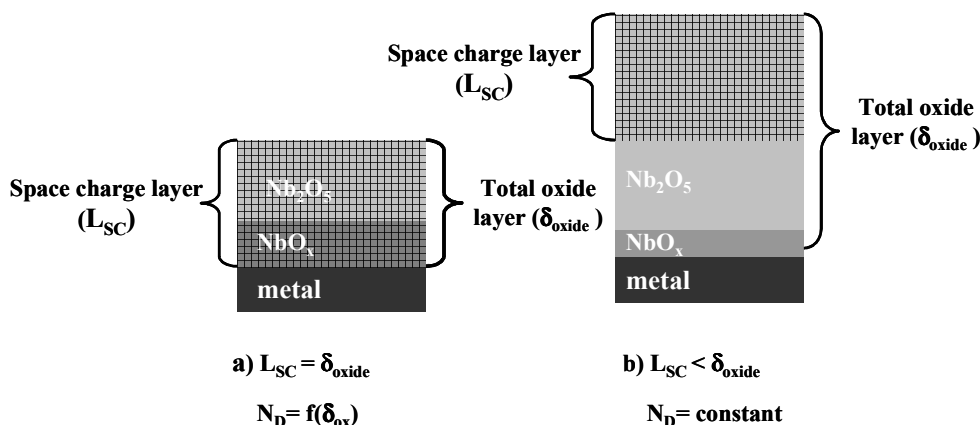 Space charge layer
(L_SC)
Nb₂O₅
NbOₓ
metal
Total oxide
layer (δ_oxide )
a) L_SC = δ_oxide
N_D= f(δ_ox)
Space charge layer
(L_SC)
Nb₂O₅
NbOₓ
Total oxide
layer (δ_oxide )
b) L_SC < δ_oxide
N_D= constant